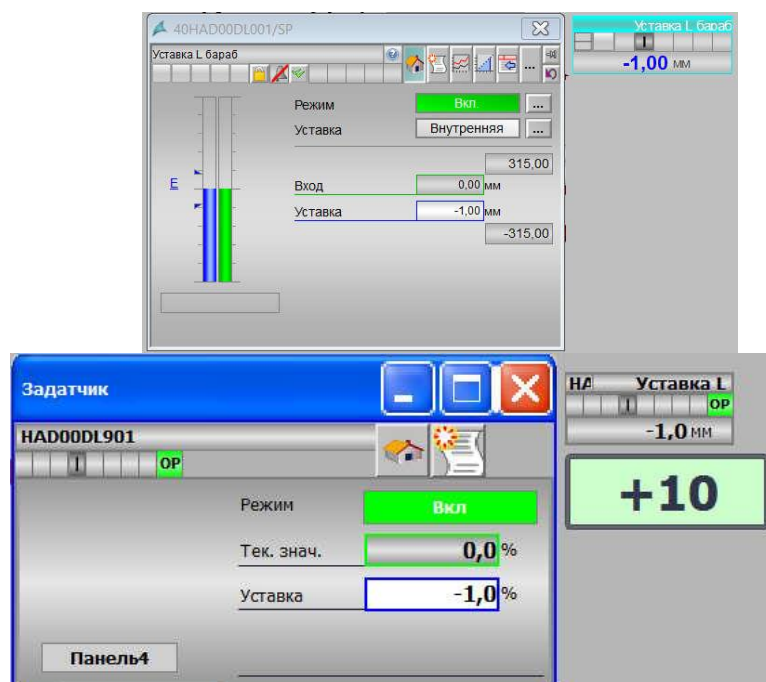 40HAD00DL001/SP
Уставка L бараб
Уставка L бараб
-1,00 мм
Режим Вкл. ...
Уставка Внутренняя ...
315,00
E
Вход 0,00 мм
Уставка -1,00 мм
-315,00
Задатчик
HAD00DL901
OP
Режим Вкл
Тек. знач. 0,0 %
Уставка -1,0 %
Панель4
НА Уставка L
OP
-1,0 мм
+10